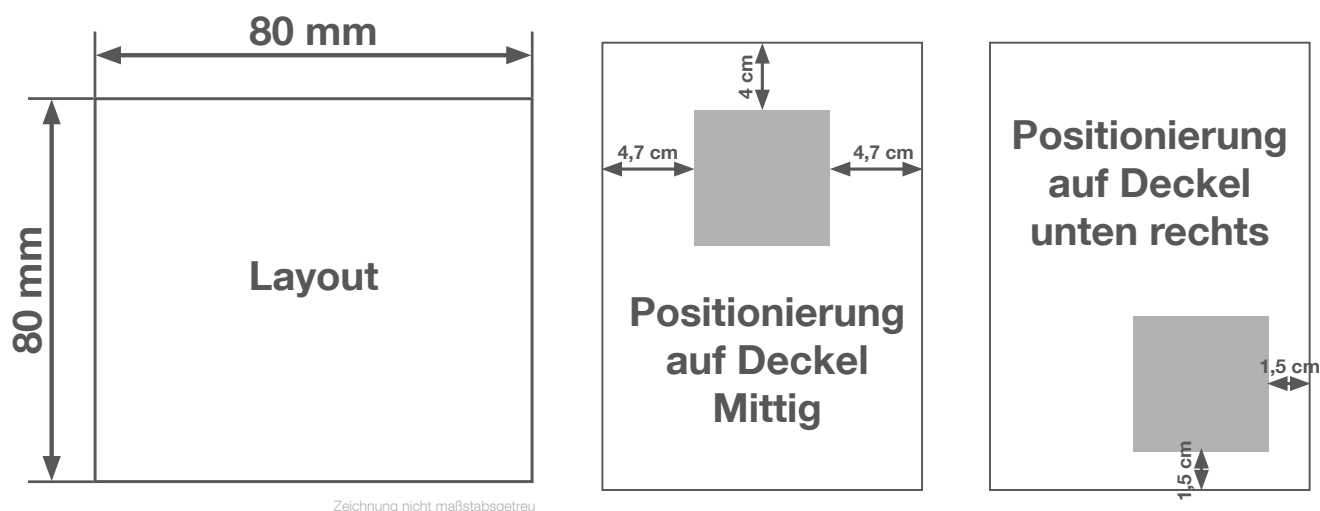 80 mm
80 mm
Layout
Zeichnung nicht maßstabsgetreu
4 cm
4,7 cm
4,7 cm
Positionierung
auf Deckel
Mittig
Positionierung
auf Deckel
unten rechts
1,5 cm
1,5 cm